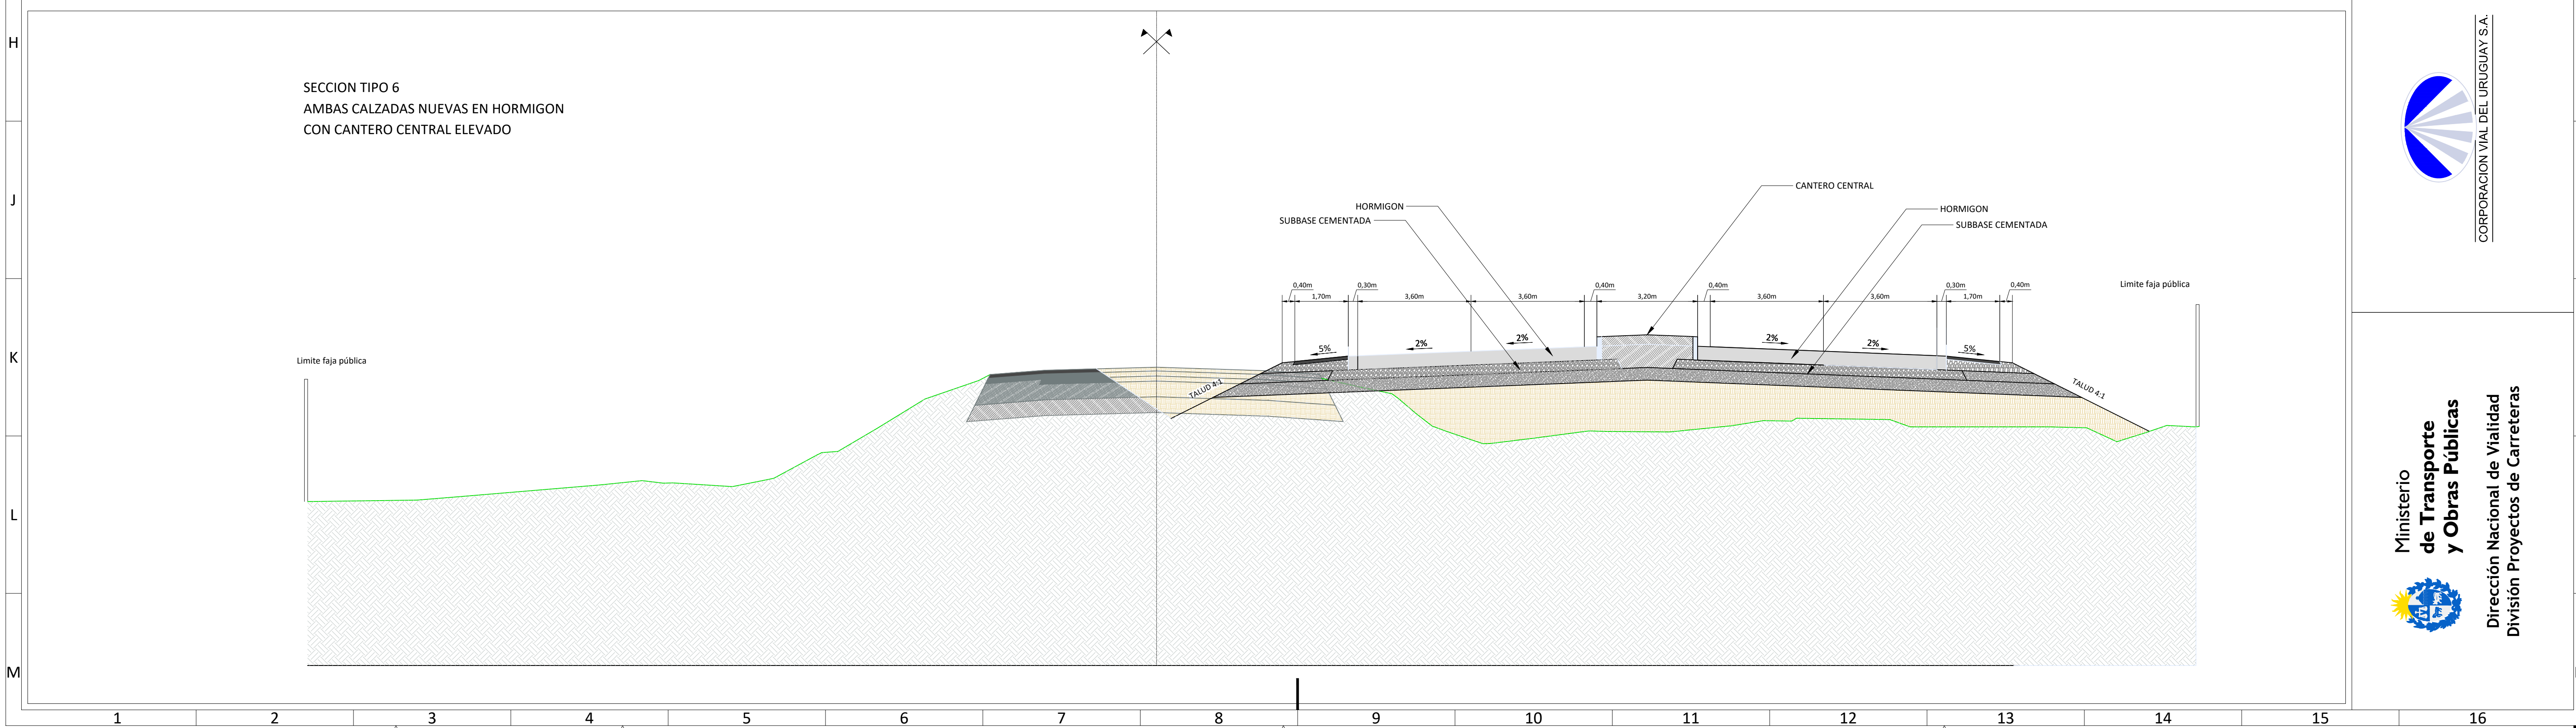 SECCION TIPO 6
AMBAS CALZADAS NUEVAS EN HORMIGON
CON CANTERO CENTRAL ELEVADO
CANTERO CENTRAL
HORMIGON
SUBBASE CEMENTADA
HORMIGON
SUBBASE CEMENTADA
0,40m
1,70m
0,30m
3,60m
3,60m
0,40m
3,20m
0,40m
3,60m
3,60m
0,30m
1,70m
0,40m
Limite faja pública
Limite faja pública
5%
2%
2%
2%
2%
5%
TALUD 4:1
TALUD 4:1
H
J
K
L
M
1 2 3 4 5 6 7 8 9 10 11 12 13 14 15 16
CORPORACION VIAL DEL URUGUAY S.A.
Ministerio
de Transporte
y Obras Públicas
Dirección Nacional de Vialidad
División Proyectos de Carreteras